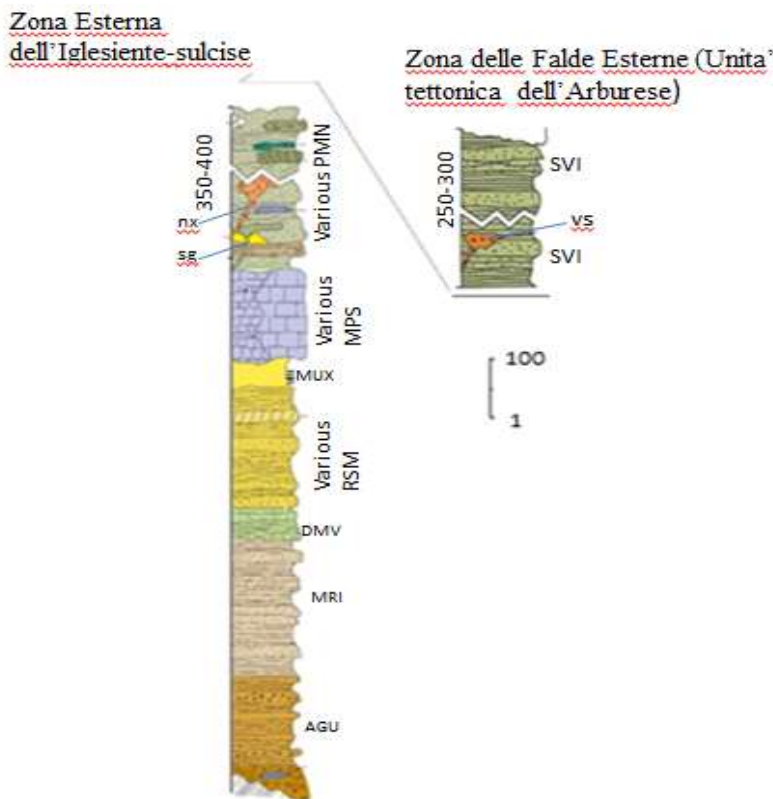 Zona Esterna
dell'Iglesiente-sulcise
Zona delle Falde Esterne (Unita'
tettonica dell'Arburese)
350-400
Various PMN
nx
sg
Various
MPS
MUX
Various
RSM
DMV
MRI
AGU
250-300
SVI
vs
SVI
100
1